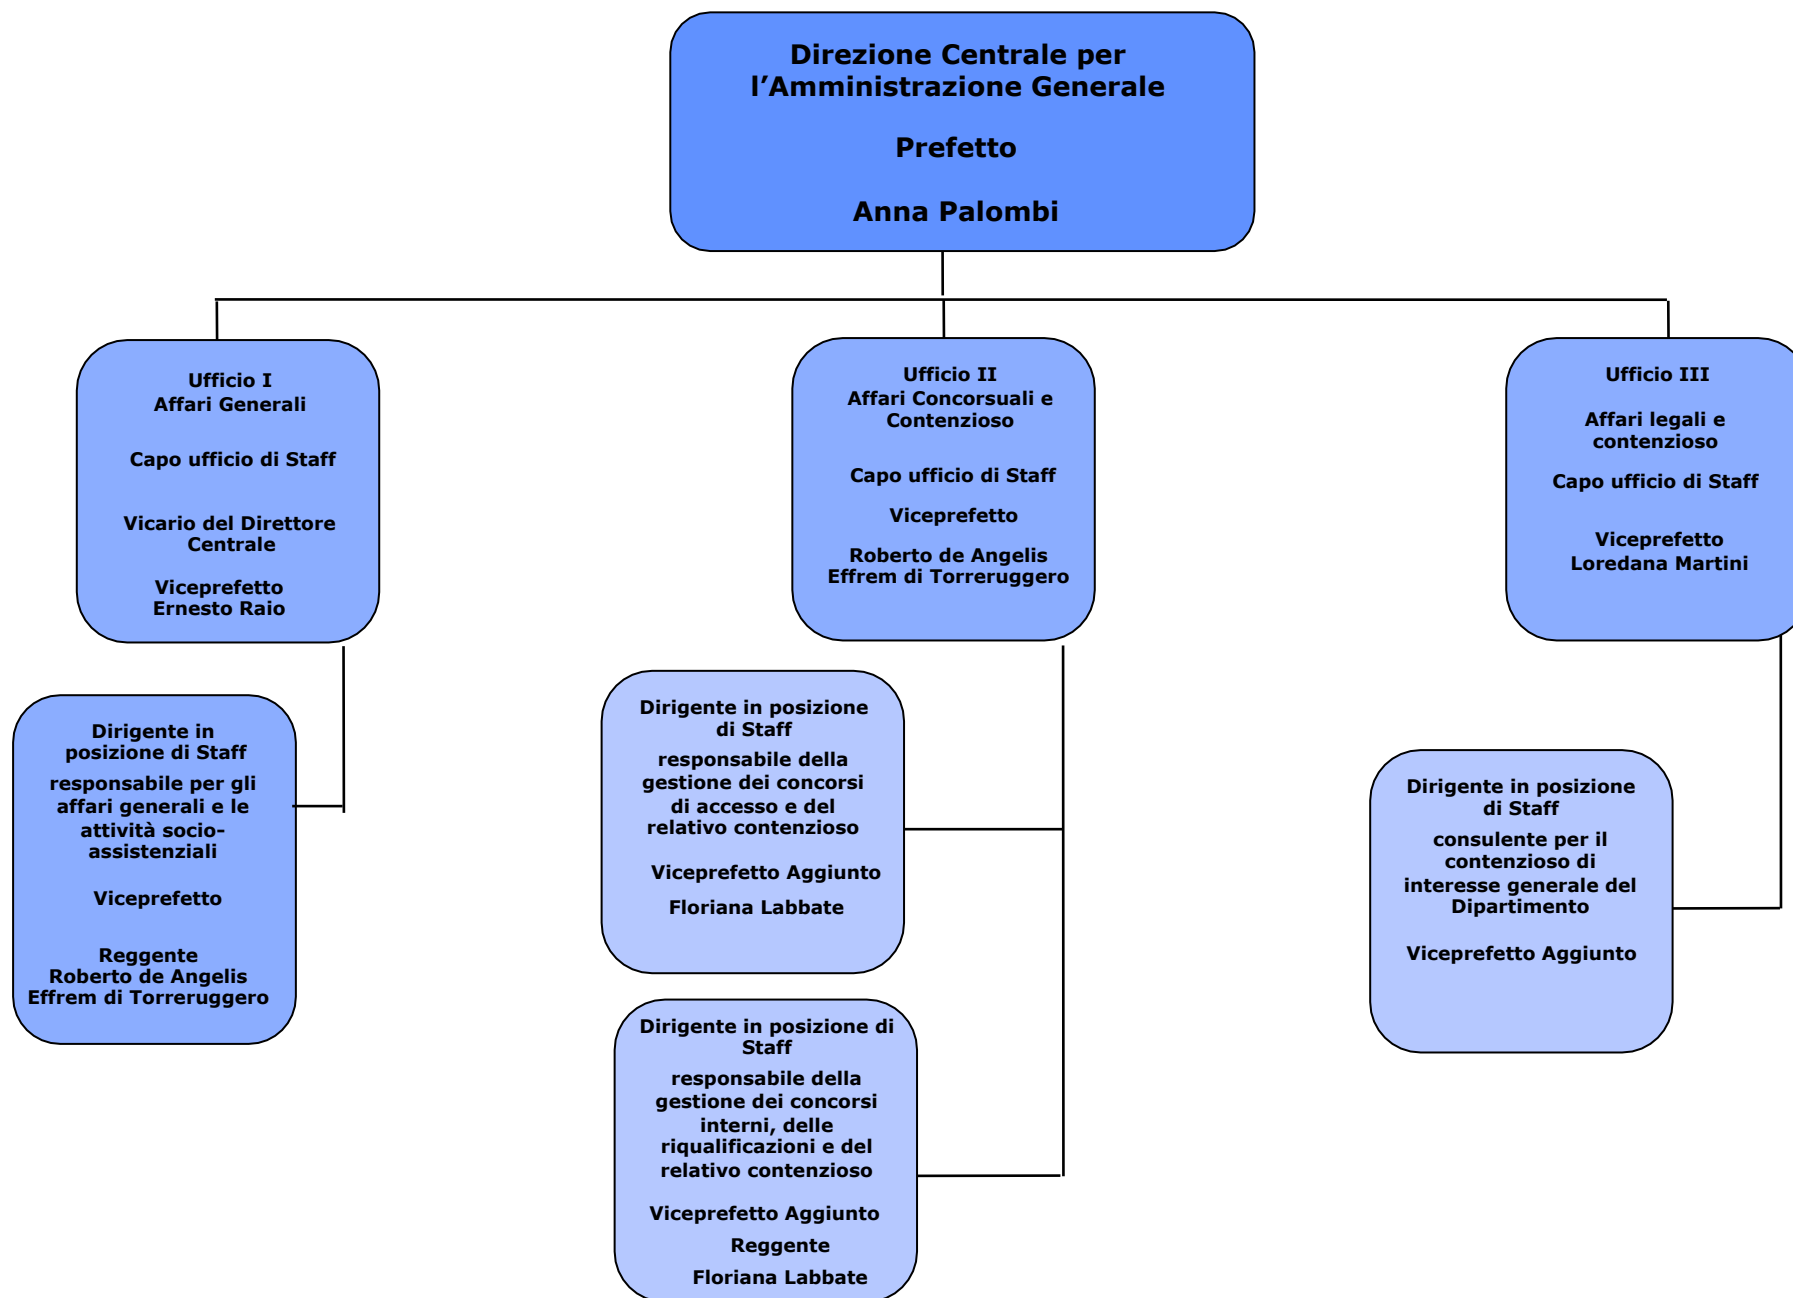 Direzione Centrale per
l’Amministrazione Generale
Prefetto
Anna Palombi
Ufficio I
Affari Generali
Capo ufficio di Staff
Vicario del Direttore
Centrale
Viceprefetto
Ernesto Raio
Ufficio II
Affari Concorsuali e
Contenzioso
Capo ufficio di Staff
Viceprefetto
Roberto de Angelis
Effrem di Torreruggero
Ufficio III
Affari legali e
contenzioso
Capo ufficio di Staff
Viceprefetto
Loredana Martini
Dirigente in
posizione di Staff
responsabile per gli
affari generali e le
attività socio-
assistenziali
Viceprefetto
Reggente
Roberto de Angelis
Effrem di Torreruggero
Dirigente in posizione
di Staff
responsabile della
gestione dei concorsi
di accesso e del
relativo contenzioso
Viceprefetto Aggiunto
Floriana Labbate
Dirigente in posizione di
Staff
responsabile della
gestione dei concorsi
interni, delle
riqualificazioni e del
relativo contenzioso
Viceprefetto Aggiunto
Reggente
Floriana Labbate
Dirigente in posizione
di Staff
consulente per il
contenzioso di
interesse generale del
Dipartimento
Viceprefetto Aggiunto